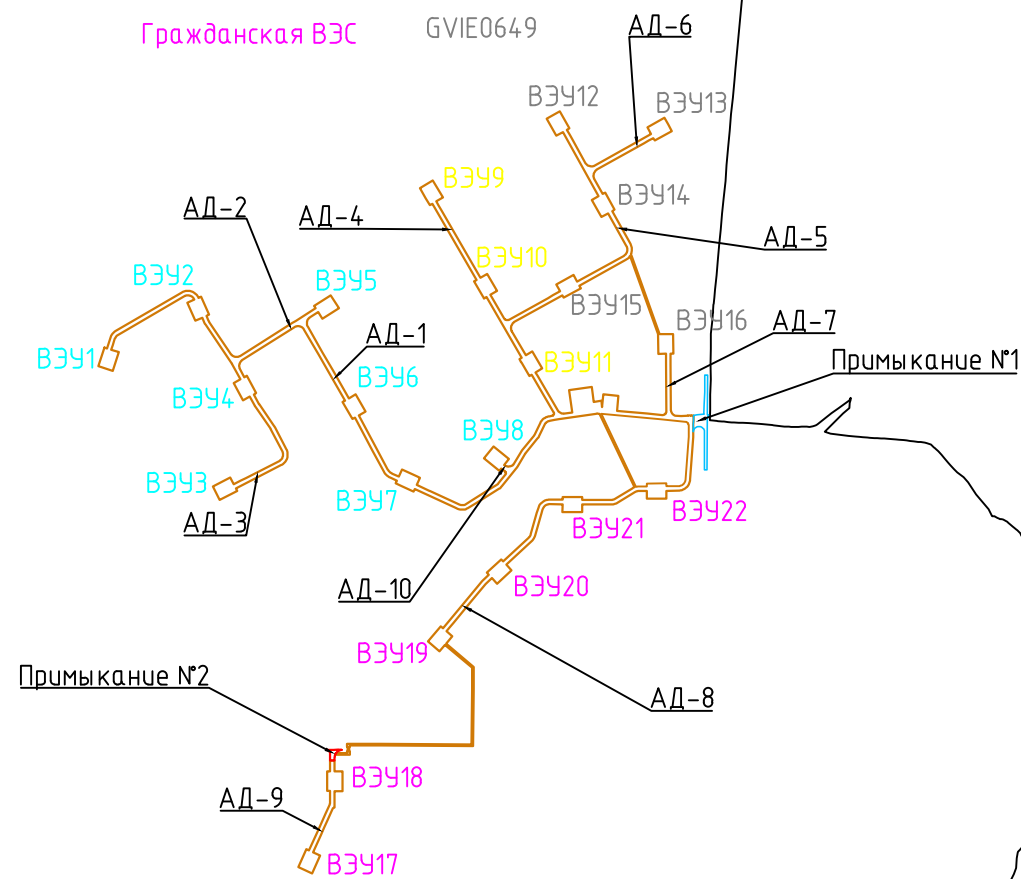 Гражданская ВЭС
GVIE0649
АД-6
ВЭУ12
ВЭУ13
ВЭУ9
ВЭУ14
АД-2
АД-4
АД-5
ВЭУ10
ВЭУ2
ВЭУ5
ВЭУ15
ВЭУ16
АД-7
АД-1
ВЭУ1
ВЭУ11
Примыкание №1
ВЭУ6
ВЭУ4
ВЭУ8
ВЭУ3
ВЭУ7
ВЭУ22
АД-3
ВЭУ21
АД-10
ВЭУ20
ВЭУ19
Примыкание №2
АД-8
ВЭУ18
АД-9
ВЭУ17